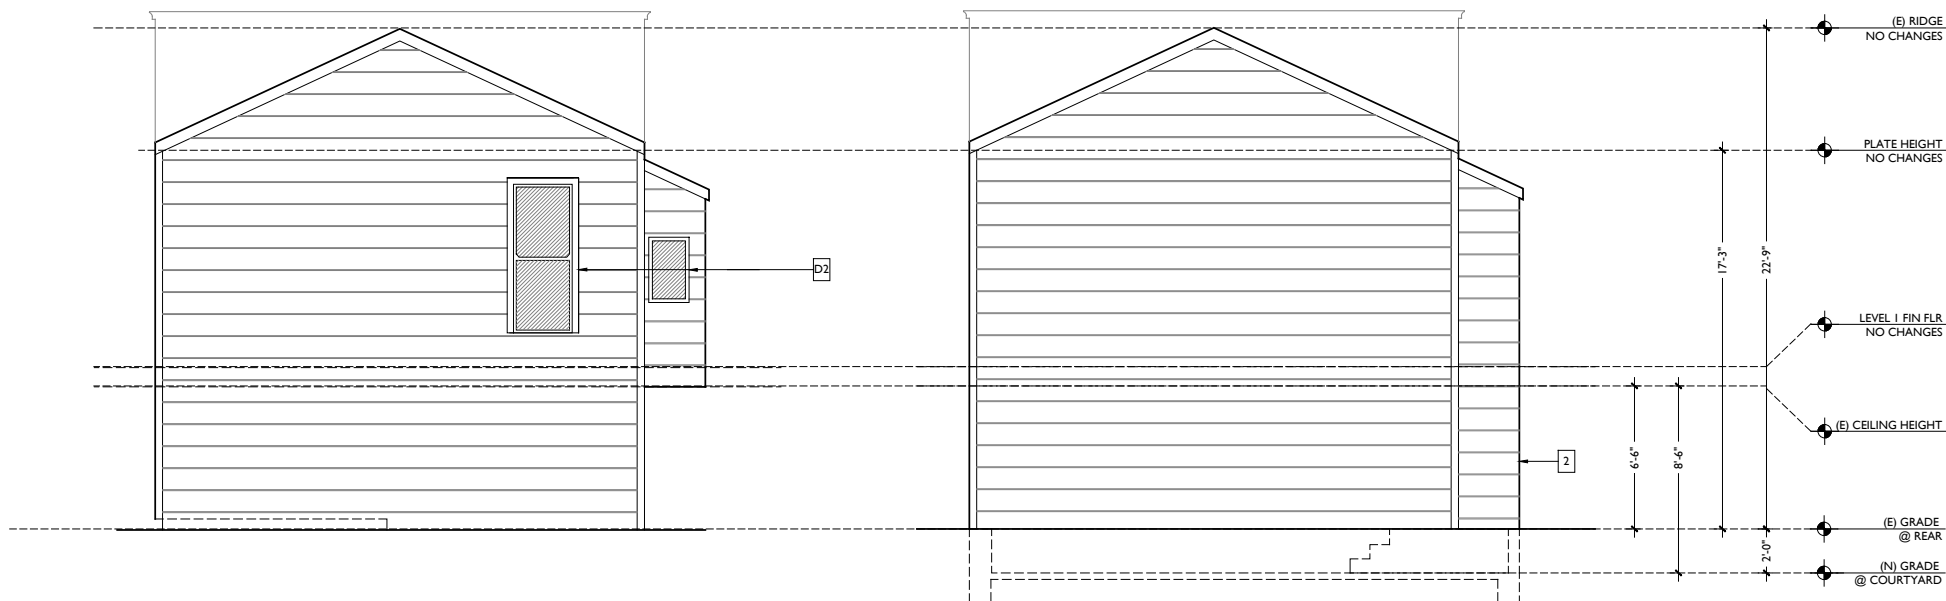 (E) RIDGE
NO CHANGES
PLATE HEIGHT
NO CHANGES
17'-3"
22'-9"
D2
LEVEL 1 FIN FLR
NO CHANGES
(E) CEILING HEIGHT
2
6'-6"
8'-6"
(E) GRADE
@ REAR
2'-0"
(N) GRADE
@ COURTYARD